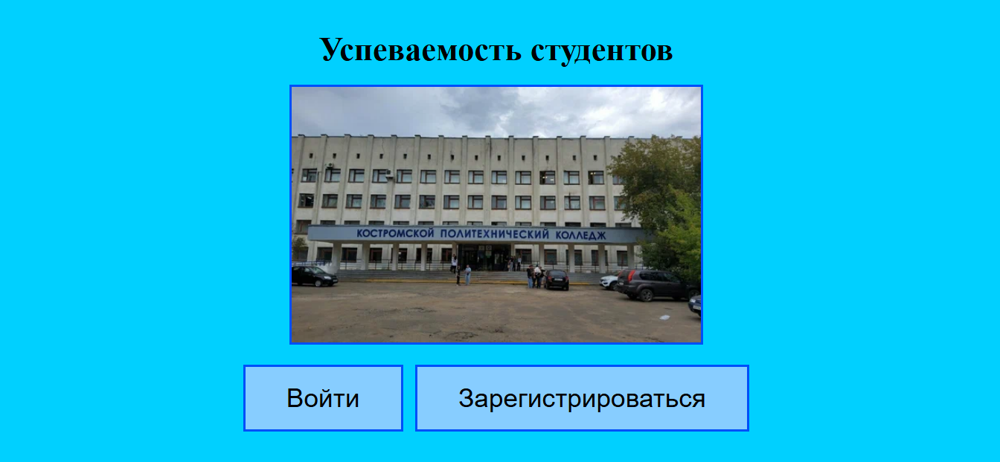 Успеваемость студентов
КОСТРОМСКОЙ ПОЛИТЕХНИЧЕСКИЙ КОЛЛЕДЖ
Войти
Зарегистрироваться